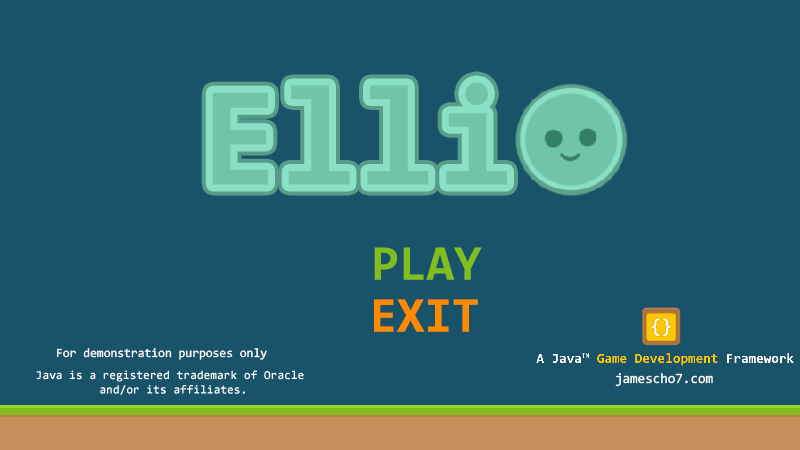 Ellio
PLAY
EXIT
For demonstration purposes only
Java is a registered trademark of Oracle
and/or its affiliates.
{}
A Java™ Game Development Framework
jamescho7.com